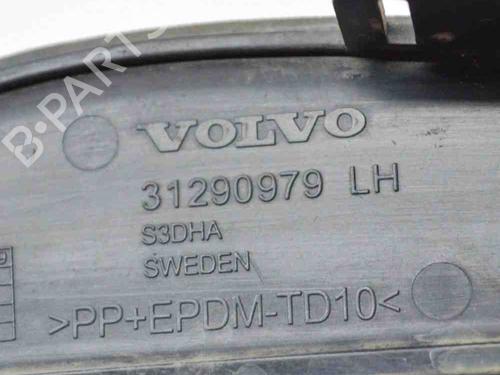 B-PARTS
VOLVO
31290979 LH
S3DHA
SWEDEN
>PP+EPDM-TD10<